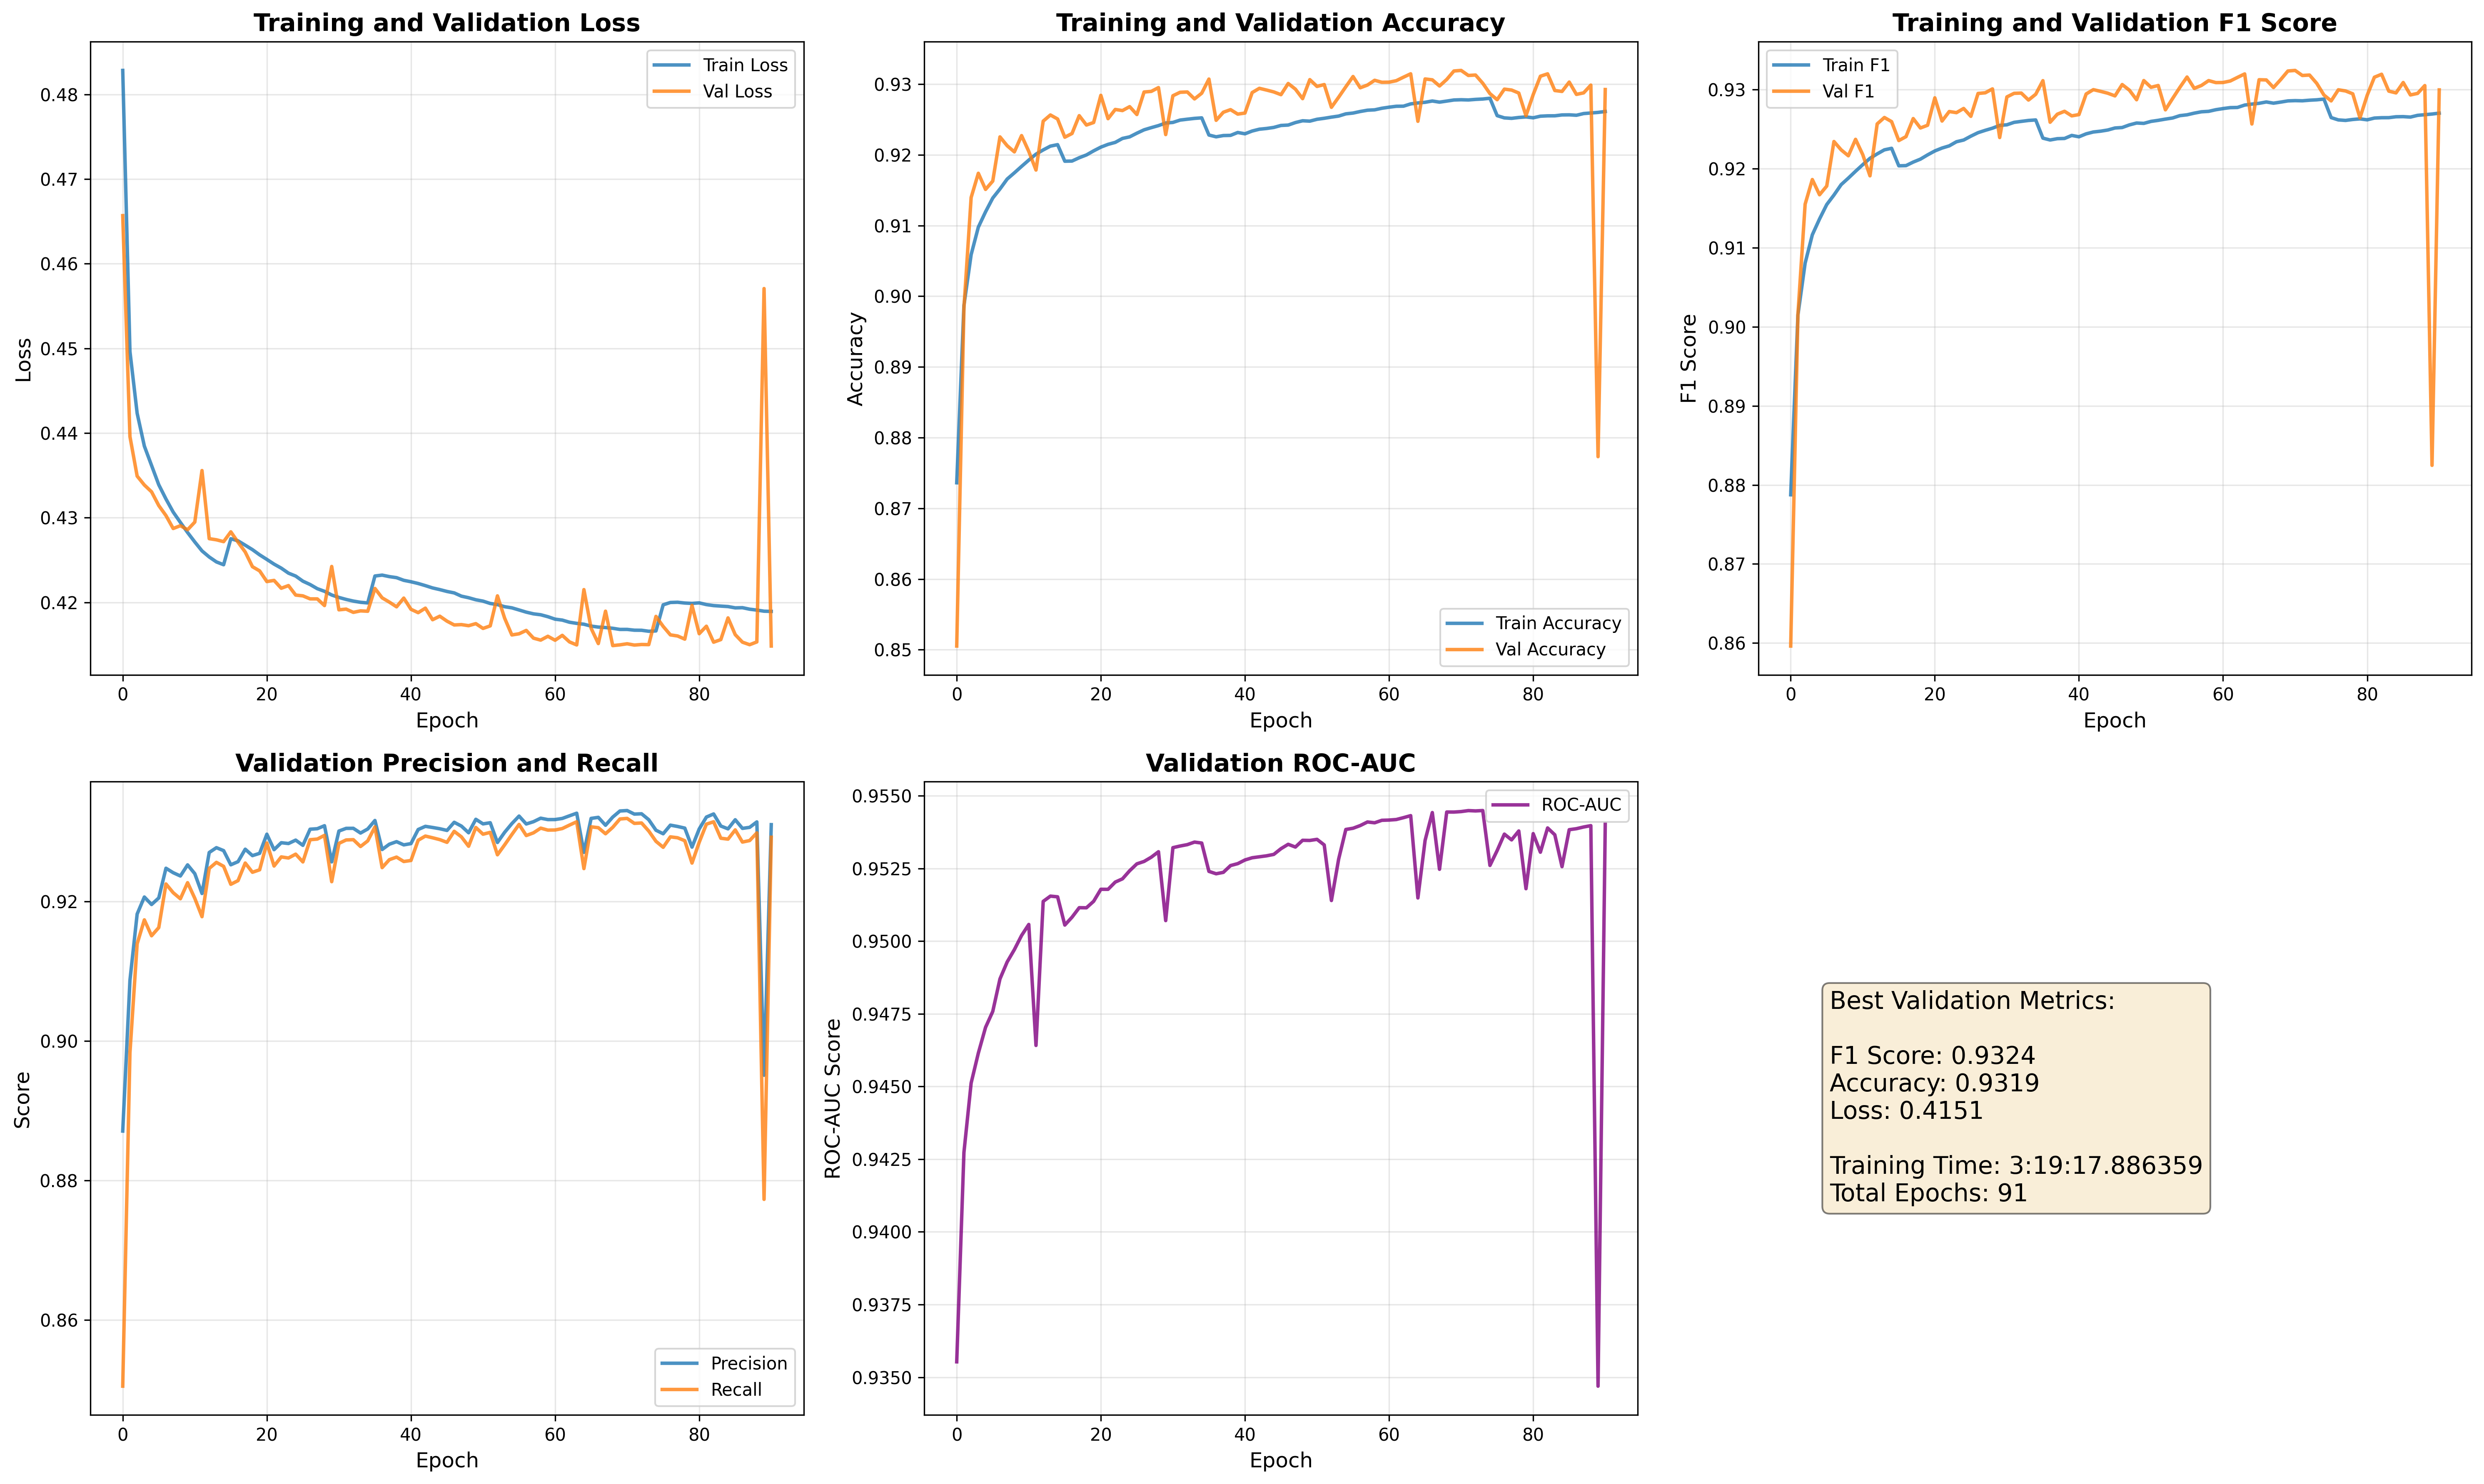 Training and Validation Loss
Train Loss
Val Loss
0.48
0.47
0.46
0.45
0.44
0.43
0.42
Loss
0 20 40 60 80
Epoch
Training and Validation Accuracy
0.93
0.92
0.91
0.90
0.89
0.88
0.87
0.86
0.85
Accuracy
Train Accuracy
Val Accuracy
0 20 40 60 80
Epoch
Training and Validation F1 Score
Train F1
Val F1
0.93
0.92
0.91
0.90
0.89
0.88
0.87
0.86
F1 Score
0 20 40 60 80
Epoch
Validation Precision and Recall
0.92
0.90
0.88
0.86
Score
Precision
Recall
0 20 40 60 80
Epoch
Validation ROC-AUC
ROC-AUC
0.9550
0.9525
0.9500
0.9475
0.9450
0.9425
0.9400
0.9375
0.9350
ROC-AUC Score
0 20 40 60 80
Epoch
Best Validation Metrics:
F1 Score: 0.9324
Accuracy: 0.9319
Loss: 0.4151
Training Time: 3:19:17.886359
Total Epochs: 91